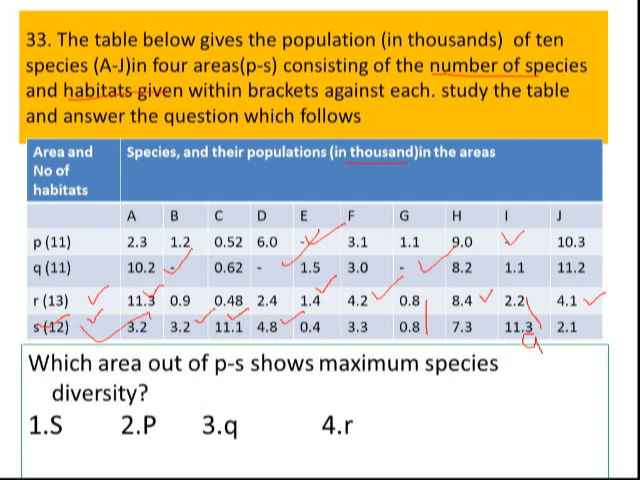 33. The table below gives the population (in thousands) of ten
species (A-J)in four areas(p-s) consisting of the number of species
and habitats given within brackets against each. study the table
and answer the question which follows
Area and No of habitats Species, and their populations (in thousand)in the areas
A B C D E F G H I J
p (11) 2.3 1.2 0.52 6.0 - 3.1 1.1 9.0 - 10.3
q (11) 10.2 - 0.62 - 1.5 3.0 - 8.2 1.1 11.2
r (13) 11.3 0.9 0.48 2.4 1.4 4.2 0.8 8.4 2.2 4.1
s (12) 3.2 3.2 11.1 4.8 0.4 3.3 0.8 7.3 11.3 2.1
Which area out of p-s shows maximum species
diversity?
1.S 2.P 3.q 4.r